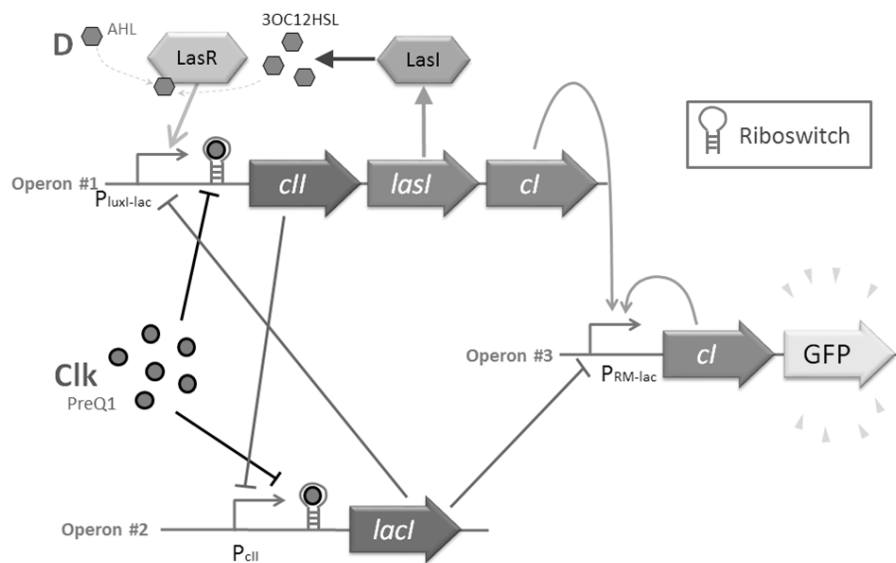 D
AHL
LasR
3OC12HSL
LasI
Riboswitch
Operon #1
PluxI-lac
cII
lasI
cI
Clk
PreQ1
Operon #3
PRM-lac
cI
GFP
Operon #2
PcII
lacI